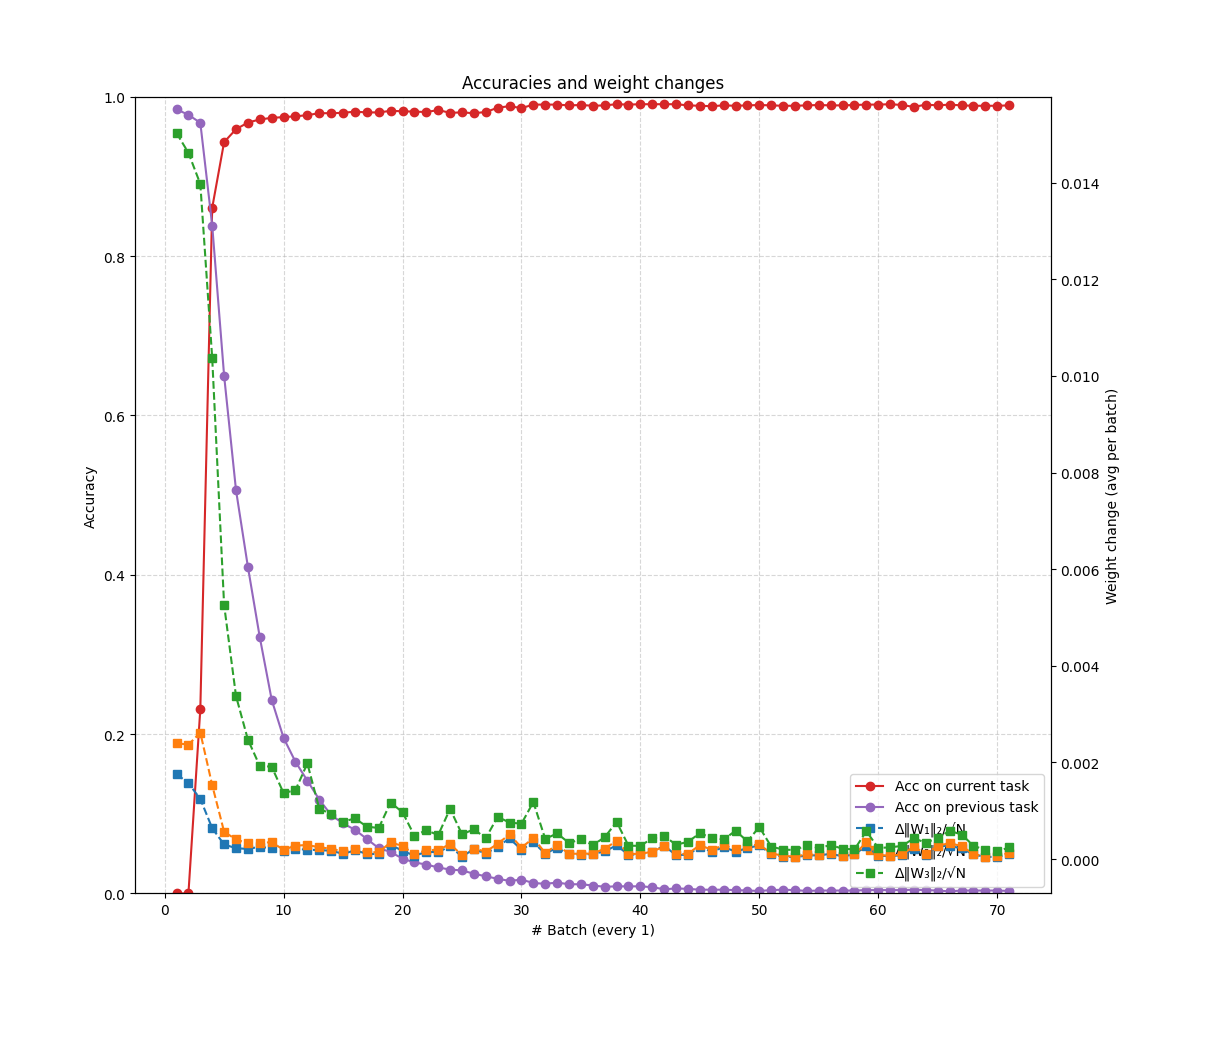 Accuracies and weight changes
1.0
0.8
0.6
0.4
0.2
0.0
Accuracy
0.014
0.012
0.010
0.008
0.006
0.004
0.002
0.000
Weight change (avg per batch)
Acc on current task
Acc on previous task
Δ‖W₁‖₂/√N
Δ‖W₂‖₂/√N
Δ‖W₃‖₂/√N
0 10 20 30 40 50 60 70
# Batch (every 1)